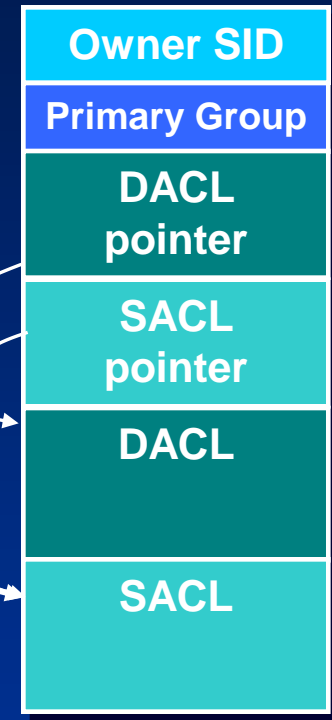 Owner SID
Primary Group
DACL
pointer
SACL
pointer
DACL
SACL